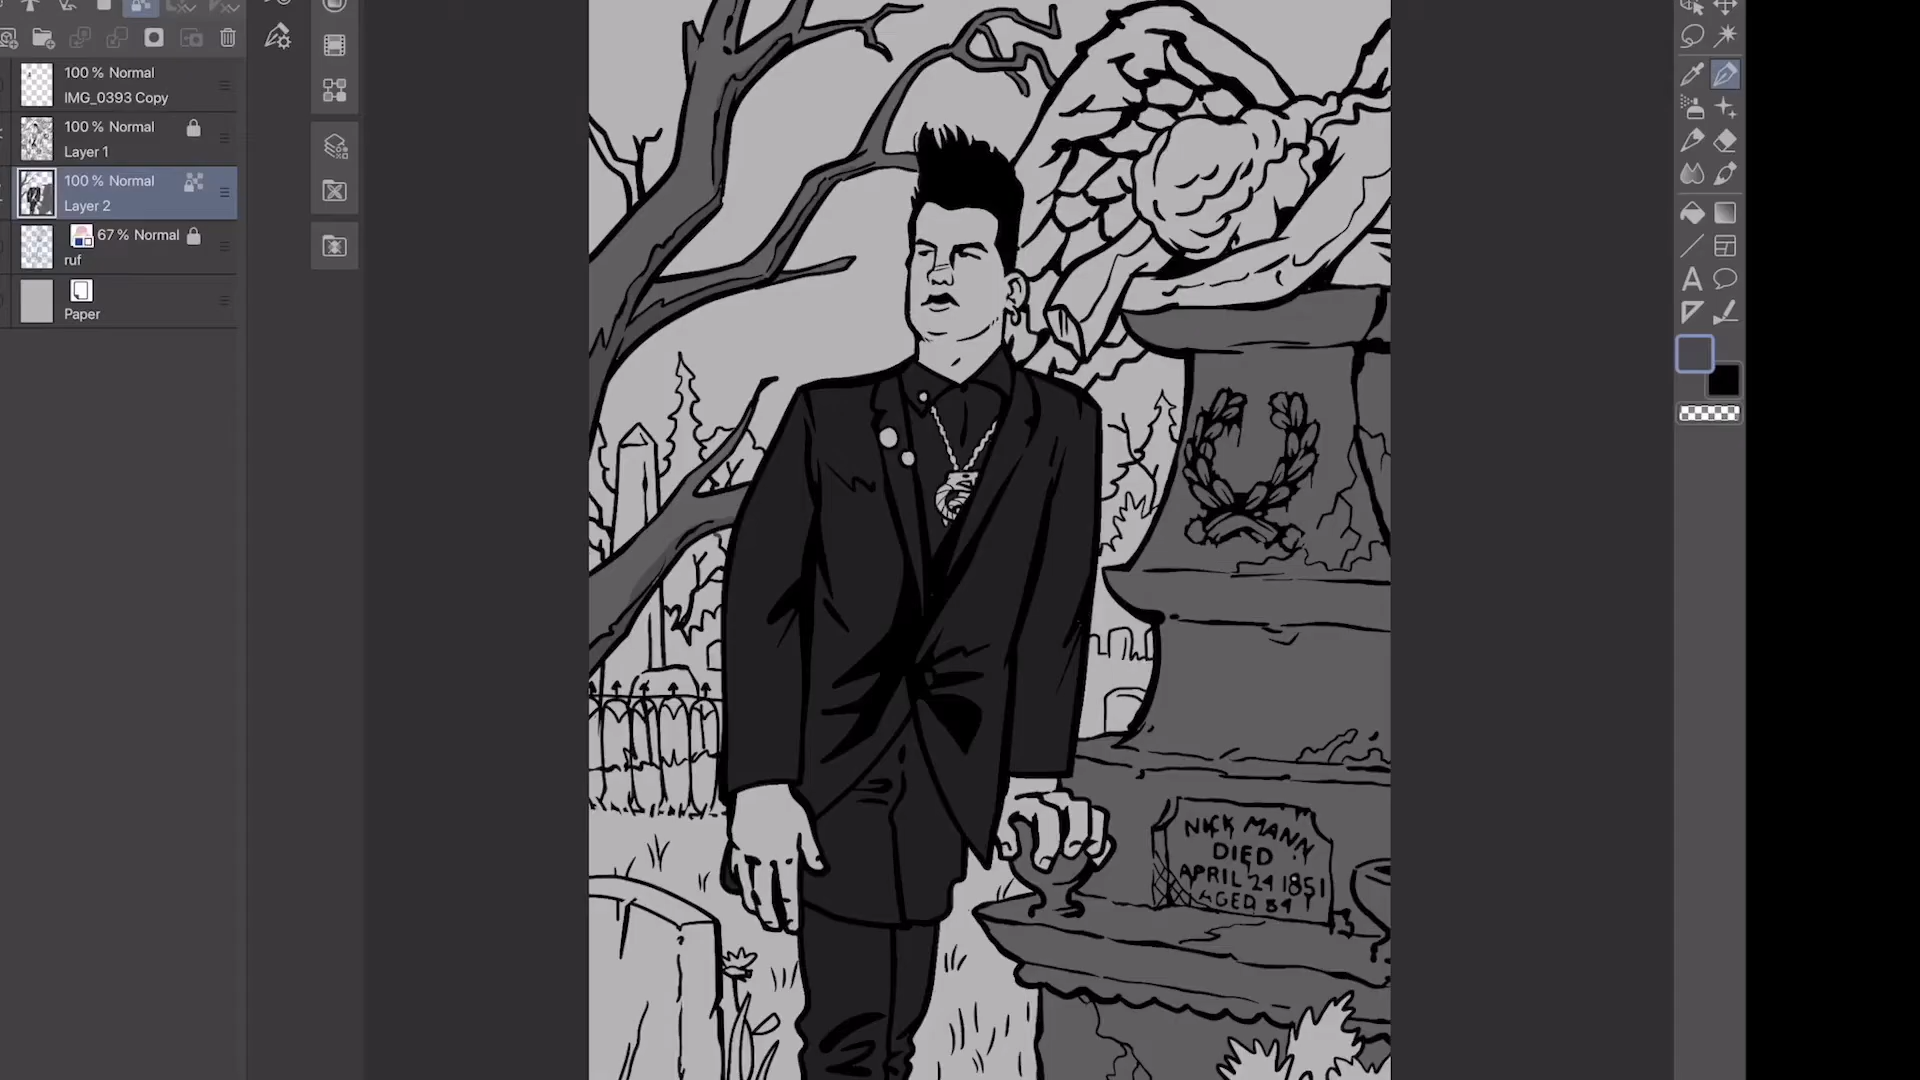 100 % Normal
IMG_0393 Copy
100 % Normal
Layer 1
100 % Normal
Layer 2
67 % Normal
ruf
Paper
NICK MANN
DIED
APRIL 24 1851
AGED 54